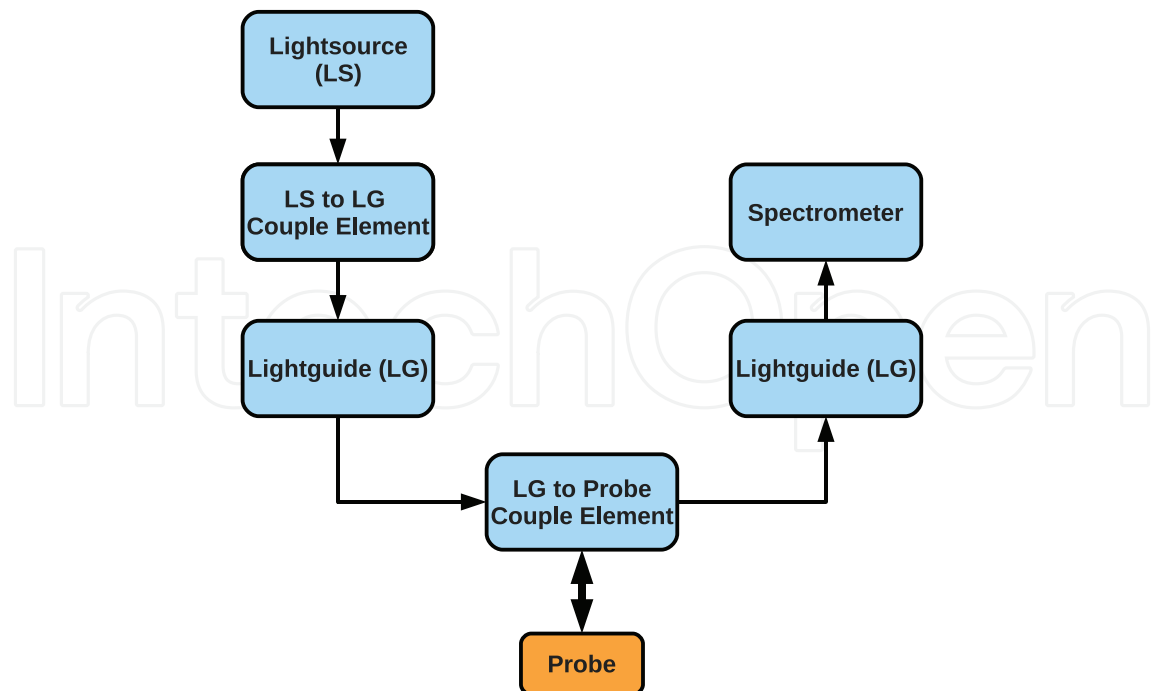 Lightsource
(LS)
LS to LG
Couple Element
Spectrometer
IntechOpen
Lightguide (LG)
Lightguide (LG)
LG to Probe
Couple Element
Probe